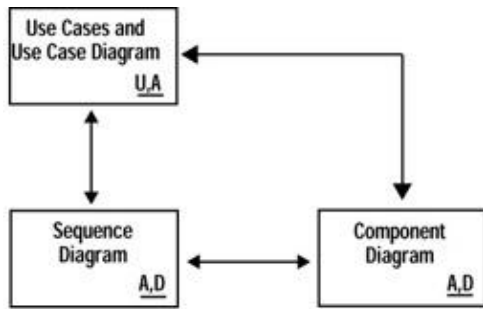 Use Cases and
Use Case Diagram
U,A
Sequence
Diagram
A,D
Component
Diagram
A,D